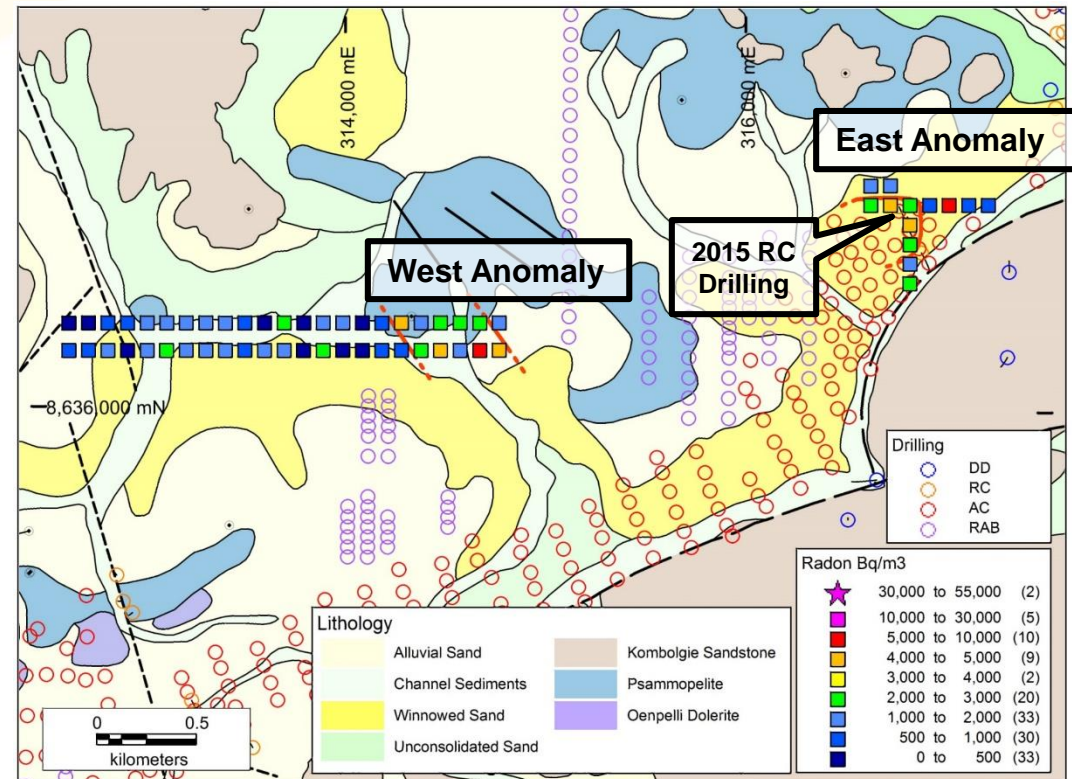 314,000 mE
316,000 mE
East Anomaly
2015 RC
Drilling
West Anomaly
8,636,000 mN
Drilling
DD
RC
AC
RAB
Radon Bq/m3
30,000 to 55,000 (2)
10,000 to 30,000 (5)
5,000 to 10,000 (10)
4,000 to 5,000 (9)
3,000 to 4,000 (2)
2,000 to 3,000 (20)
1,000 to 2,000 (33)
500 to 1,000 (30)
0 to 500 (33)
Lithology
Alluvial Sand
Channel Sediments
Winnowed Sand
Unconsolidated Sand
Kombolgie Sandstone
Psammopelite
Oenpelli Dolerite
0 0.5
kilometers